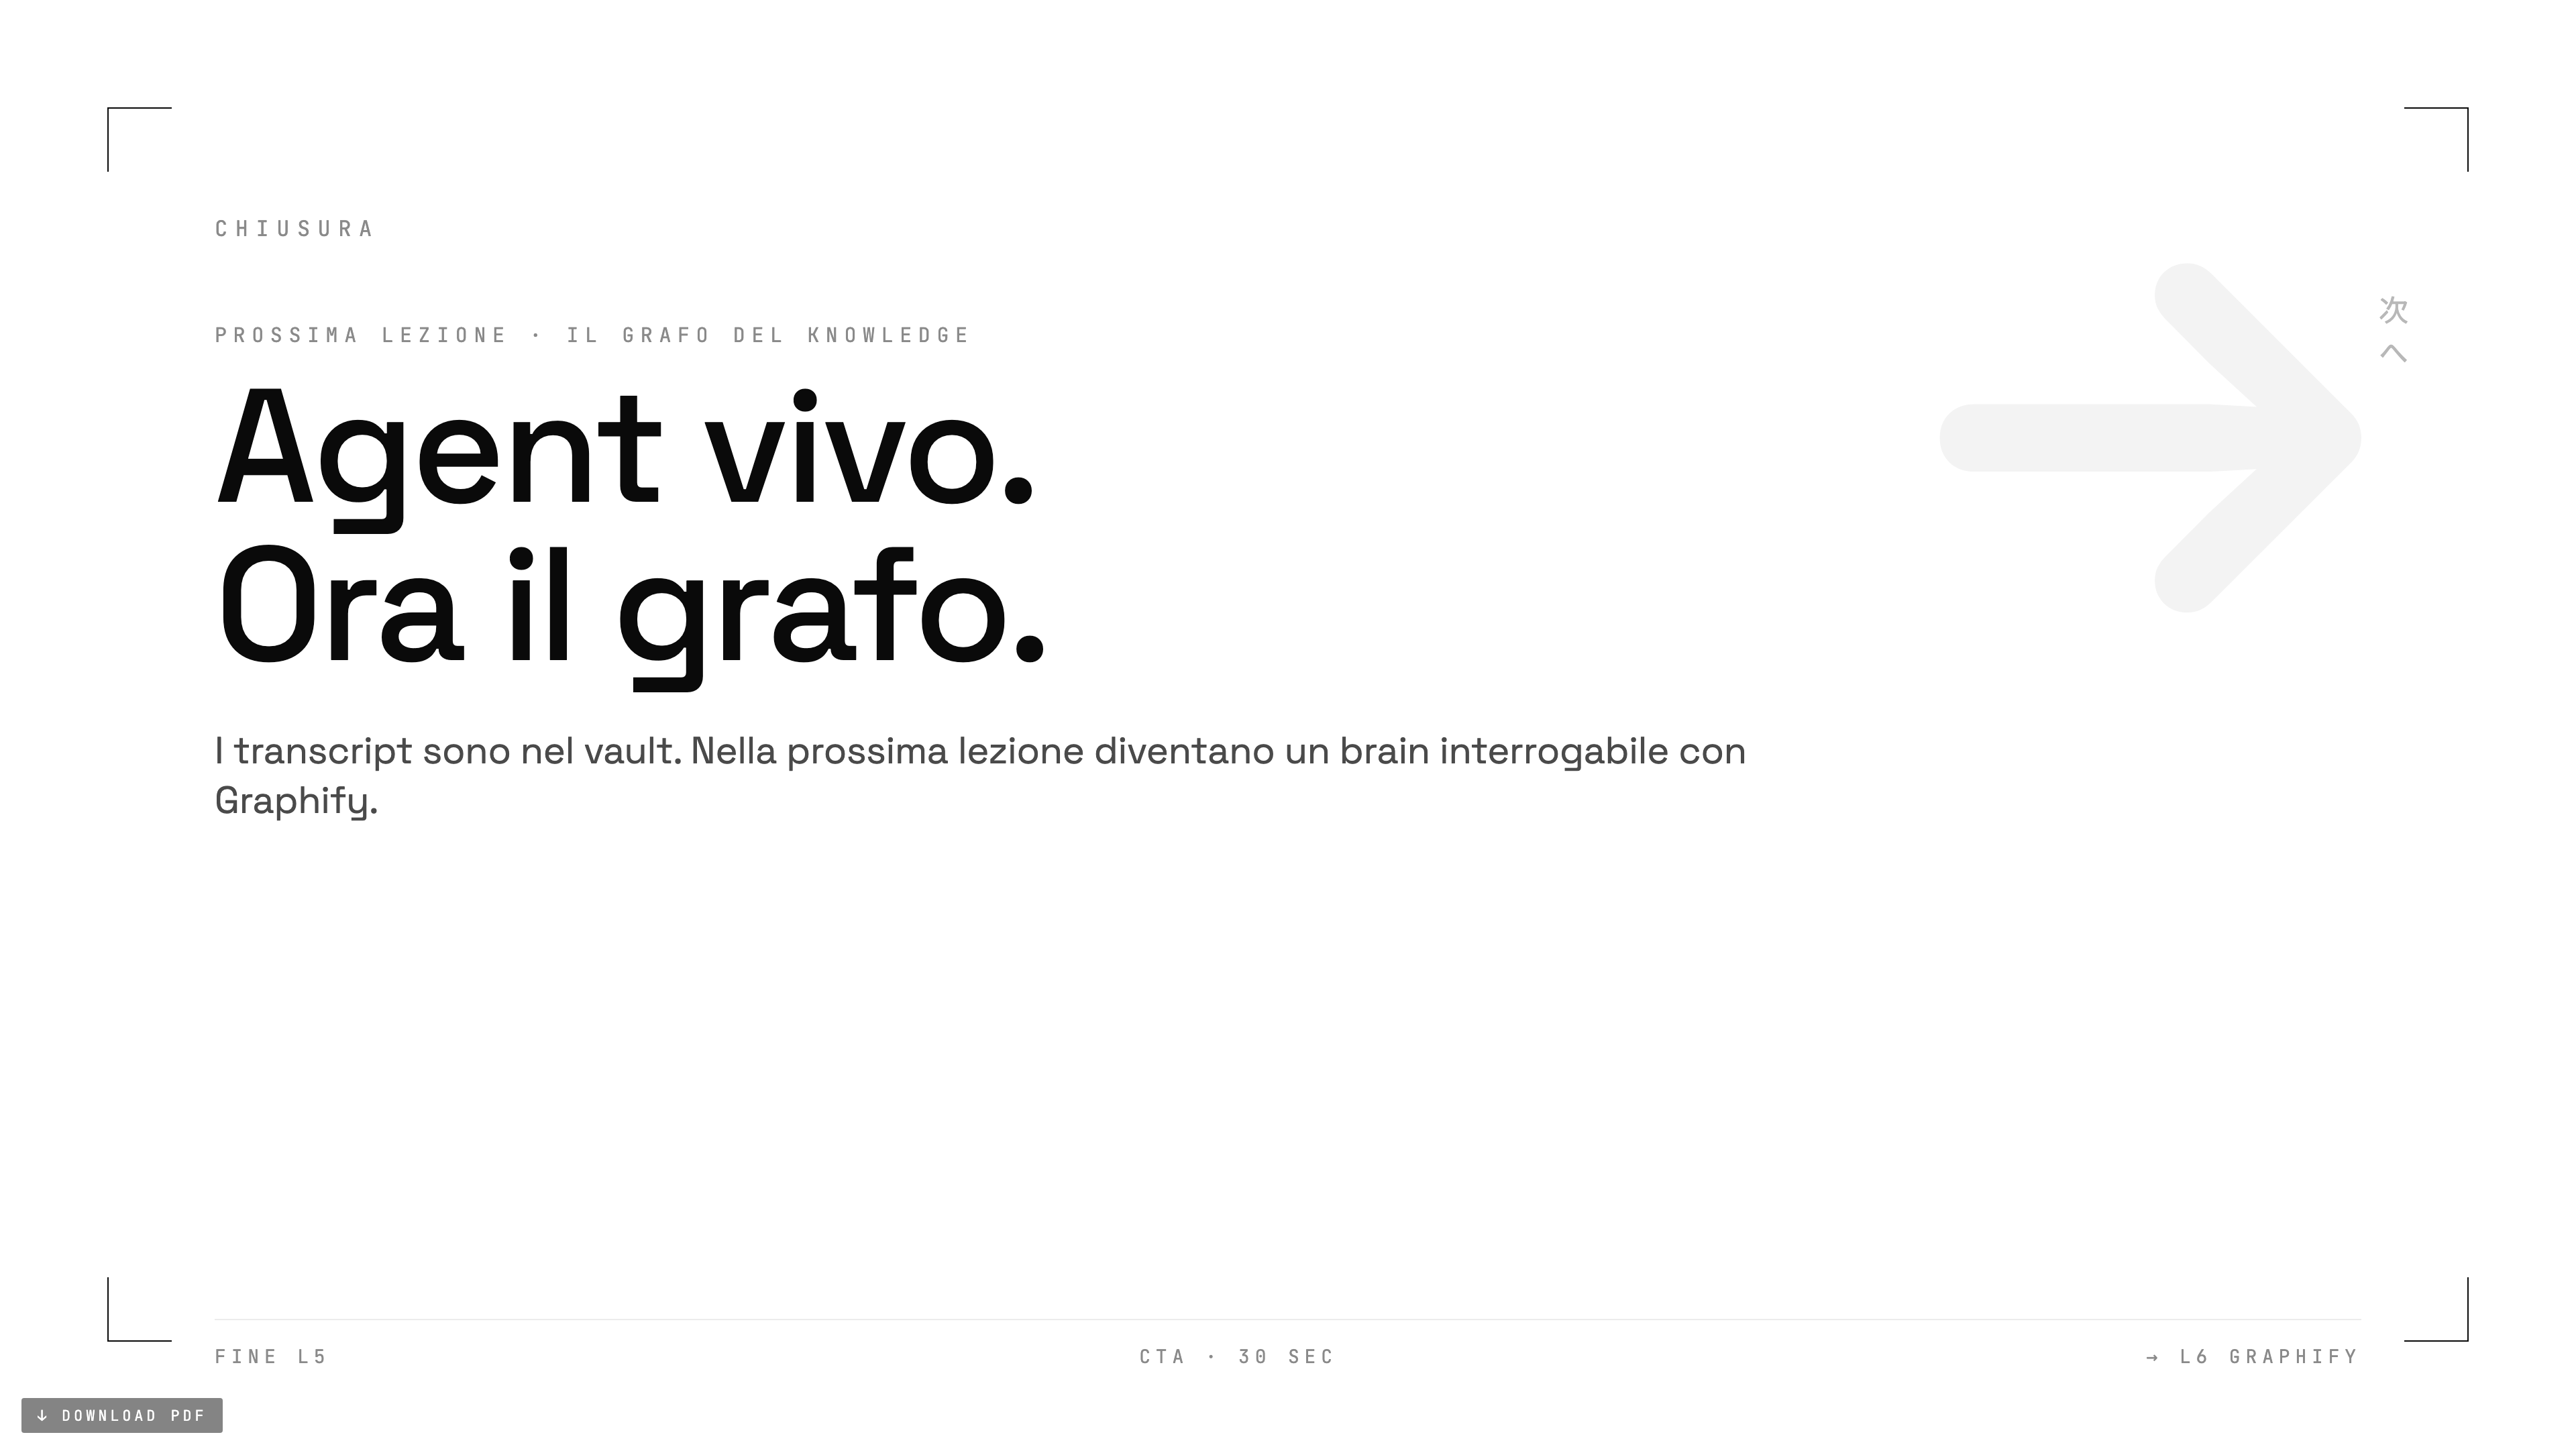 CHIUSURA
PROSSIMA LEZIONE · IL GRAFO DEL KNOWLEDGE
Agent vivo.
Ora il grafo.
I transcript sono nel vault. Nella prossima lezione diventano un brain interrogabile con
Graphify.
次へ
FINE L5
CTA · 30 SEC
→ L6 GRAPHIFY
↓ DOWNLOAD PDF